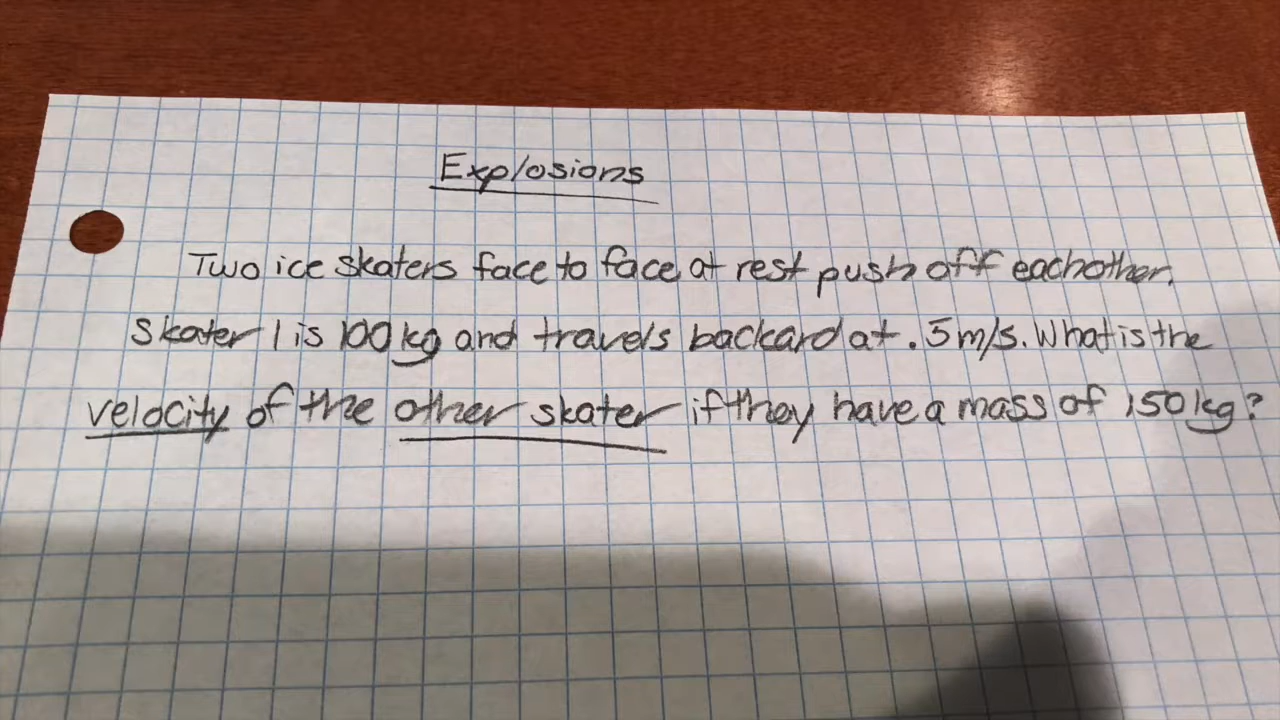 Explosions
Two ice skaters face to face at rest push off eachother.
Skater 1 is 100kg and travels backard at .5m/s. What is the
velocity of the other skater if they have a mass of 150kg?